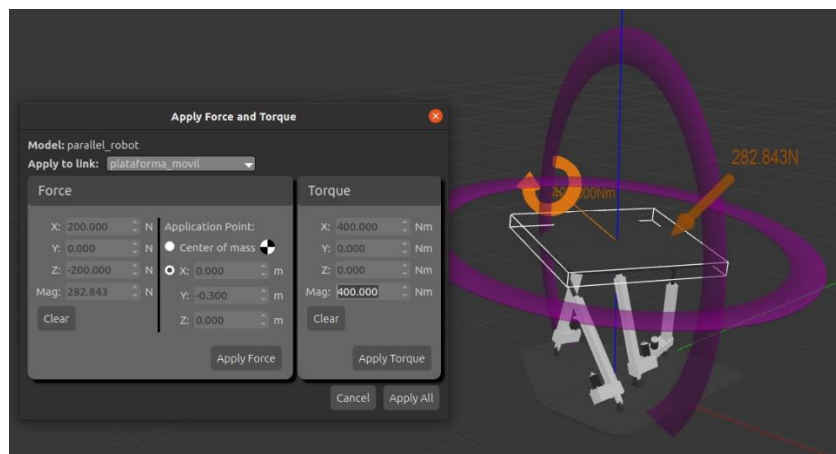 Apply Force and Torque
Model: parallel_robot
Apply to link: plataforma_movil
Force
X: 200.000 N
Y: 0.000 N
Z: -200.000 N
Mag: 282.843 N
Clear
Application Point:
Center of mass
X: 0.000 m
Y: -0.300 m
Z: 0.000 m
Apply Force
Torque
X: 400.000 Nm
Y: 0.000 Nm
Z: 0.000 Nm
Mag: 400.000 Nm
Clear
Apply Torque
Cancel Apply All
282.843N
400.000Nm